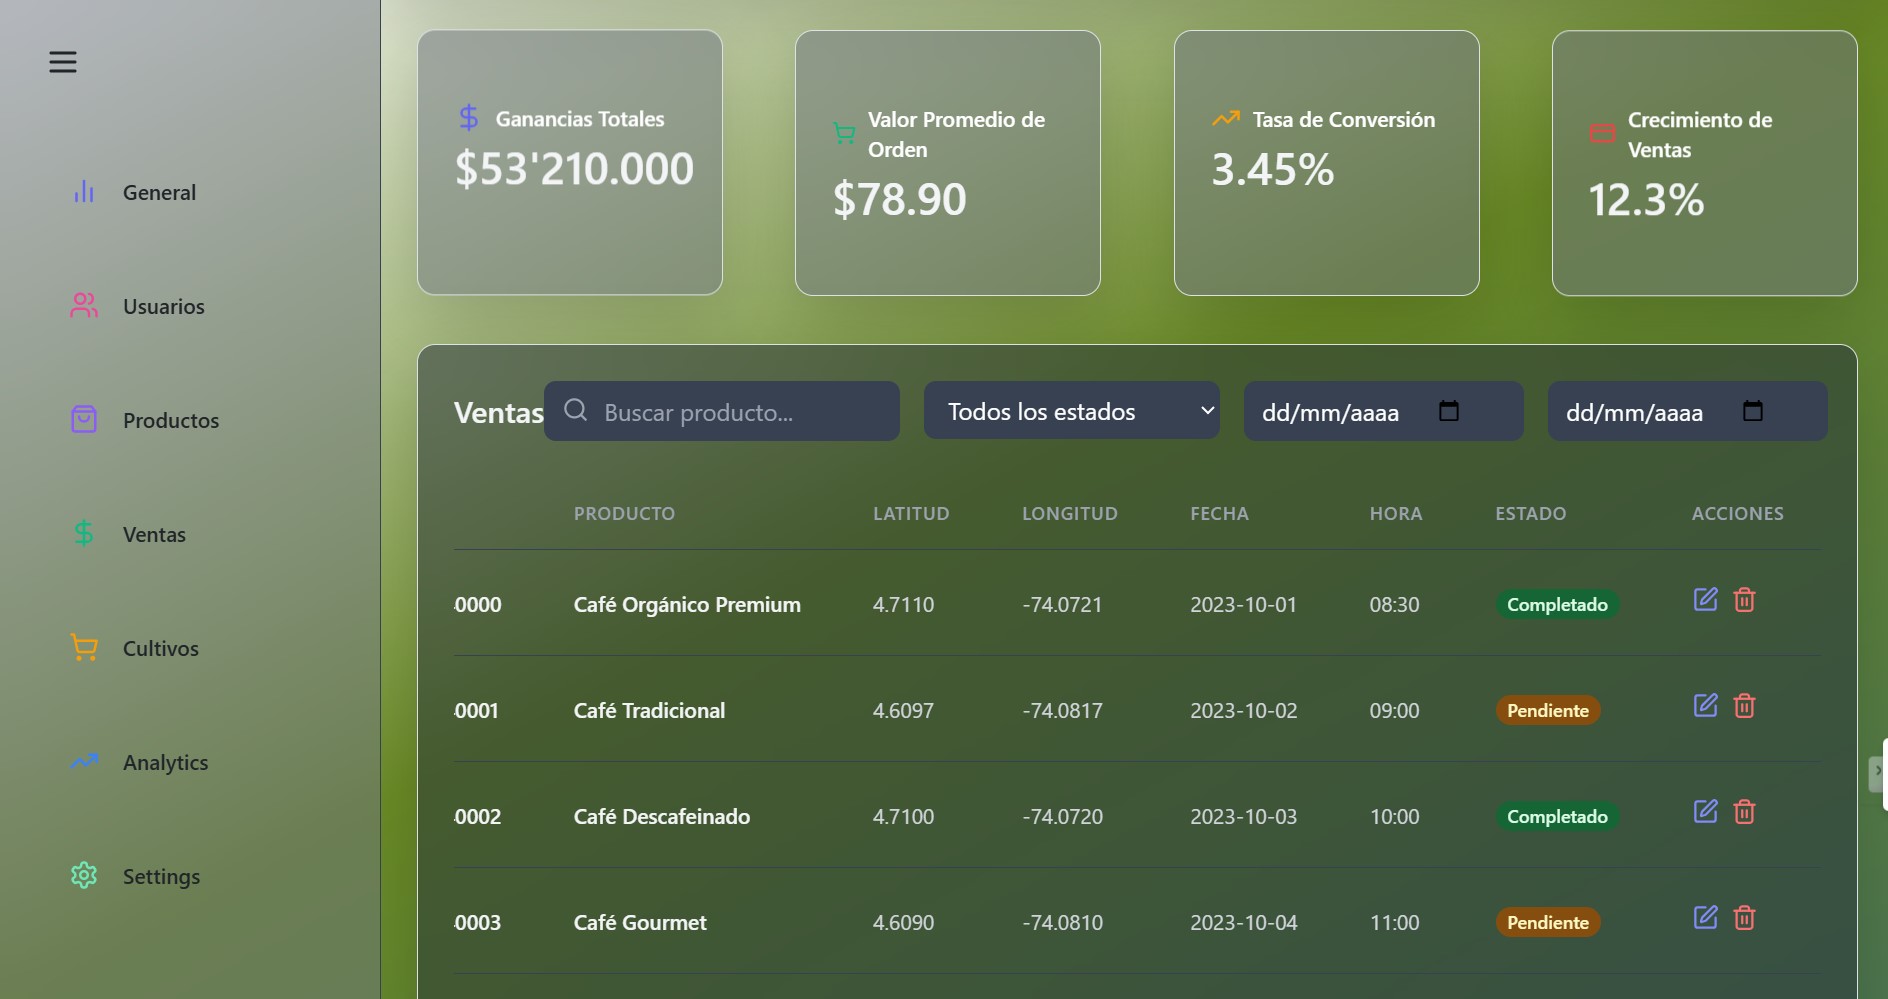 General
Usuarios
Productos
Ventas
Cultivos
Analytics
Settings
Ganancias Totales
$53'210.000
Valor Promedio de
Orden
$78.90
Tasa de Conversión
3.45%
Crecimiento de
Ventas
12.3%
Ventas Buscar producto... Todos los estados dd/mm/aaaa dd/mm/aaaa
PRODUCTO LATITUD LONGITUD FECHA HORA ESTADO ACCIONES
0000 Café Orgánico Premium 4.7110 -74.0721 2023-10-01 08:30 Completado
0001 Café Tradicional 4.6097 -74.0817 2023-10-02 09:00 Pendiente
0002 Café Descafeinado 4.7100 -74.0720 2023-10-03 10:00 Completado
0003 Café Gourmet 4.6090 -74.0810 2023-10-04 11:00 Pendiente